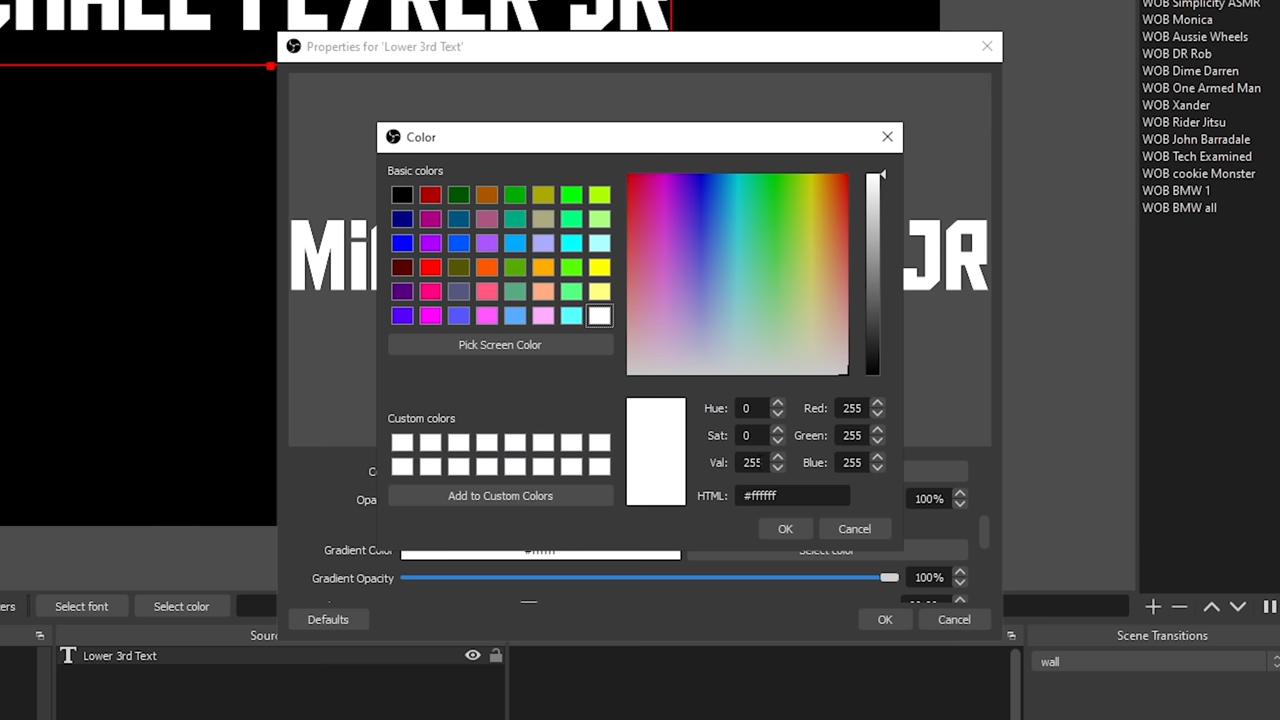 WOB Simplicity ASMR
WOB Monica
WOB Aussie Wheels
WOB DR Rob
WOB Dime Darren
WOB One Armed Man
WOB Xander
WOB Rider Jitsu
WOB John Barradale
WOB Tech Examined
WOB cookie Monster
WOB BMW 1
WOB BMW all
Properties for 'Lower 3rd Text'
Color
Basic colors
JR
Pick Screen Color
Custom colors
Add to Custom Colors
Hue: 0 Red: 255
Sat: 0 Green: 255
Val: 255 Blue: 255
HTML: #ffffff
OK Cancel
100%
Gradient Color #ffffff Select color
Gradient Opacity 100%
Defaults OK Cancel
Select font Select color
Scene Transitions
Lower 3rd Text
wall